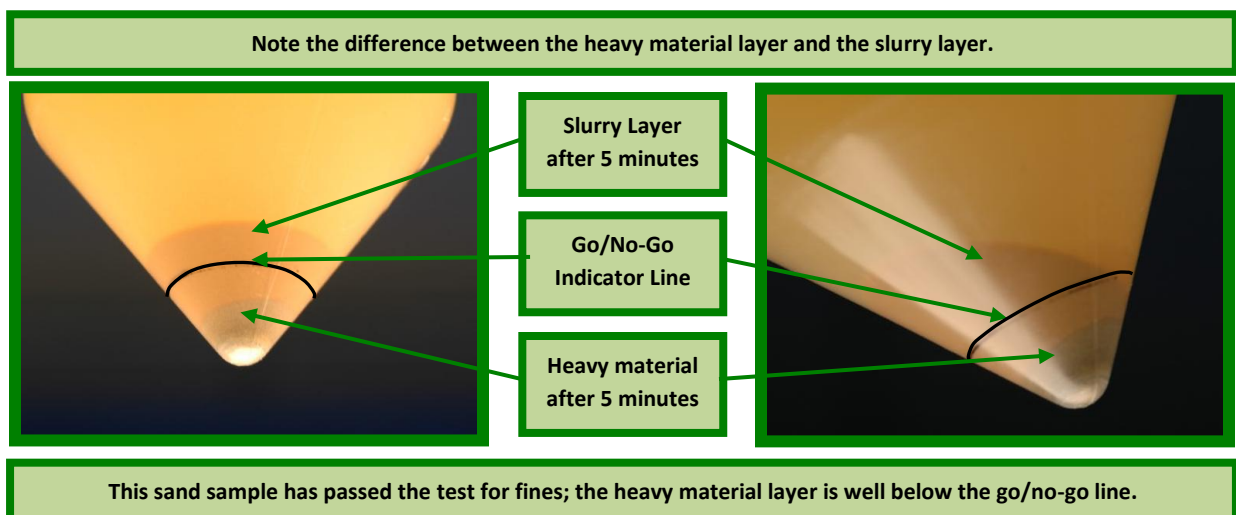 Note the difference between the heavy material layer and the slurry layer.
Slurry Layer
after 5 minutes
Go/No-Go
Indicator Line
Heavy material
after 5 minutes
This sand sample has passed the test for fines; the heavy material layer is well below the go/no-go line.